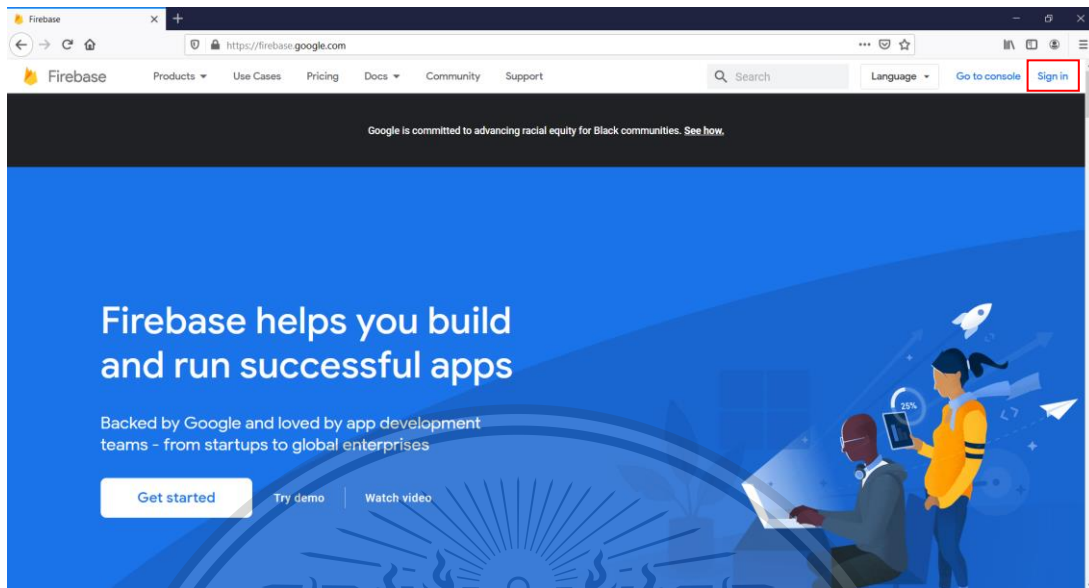 Firebase
https://firebase.google.com
Firebase Products Use Cases Pricing Docs Community Support Search Language Go to console Sign in
Google is committed to advancing racial equity for Black communities. See how.
Firebase helps you build
and run successful apps
Backed by Google and loved by app development
teams - from startups to global enterprises
25%
Get started Try demo Watch video